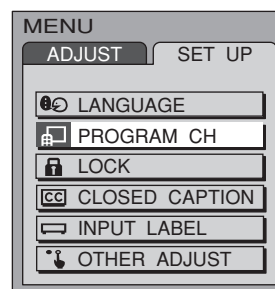 MENU
ADJUST SET UP
LANGUAGE
PROGRAM CH
LOCK
CC CLOSED CAPTION
INPUT LABEL
OTHER ADJUST